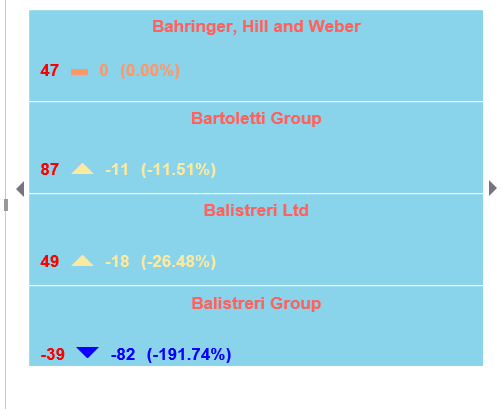 Bahringer, Hill and Weber
47 0 (0.00%)
Bartoletti Group
87 -11 (-11.51%)
Balistreri Ltd
49 -18 (-26.48%)
Balistreri Group
-39 -82 (-191.74%)